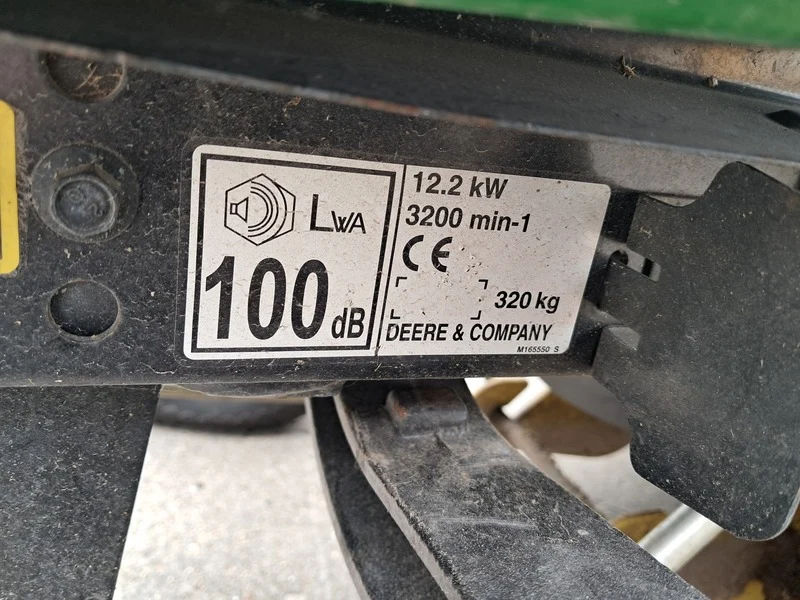 LWA
100 dB
12.2 kW
3200 min-1
CE
320 kg
DEERE & COMPANY
M165550 S